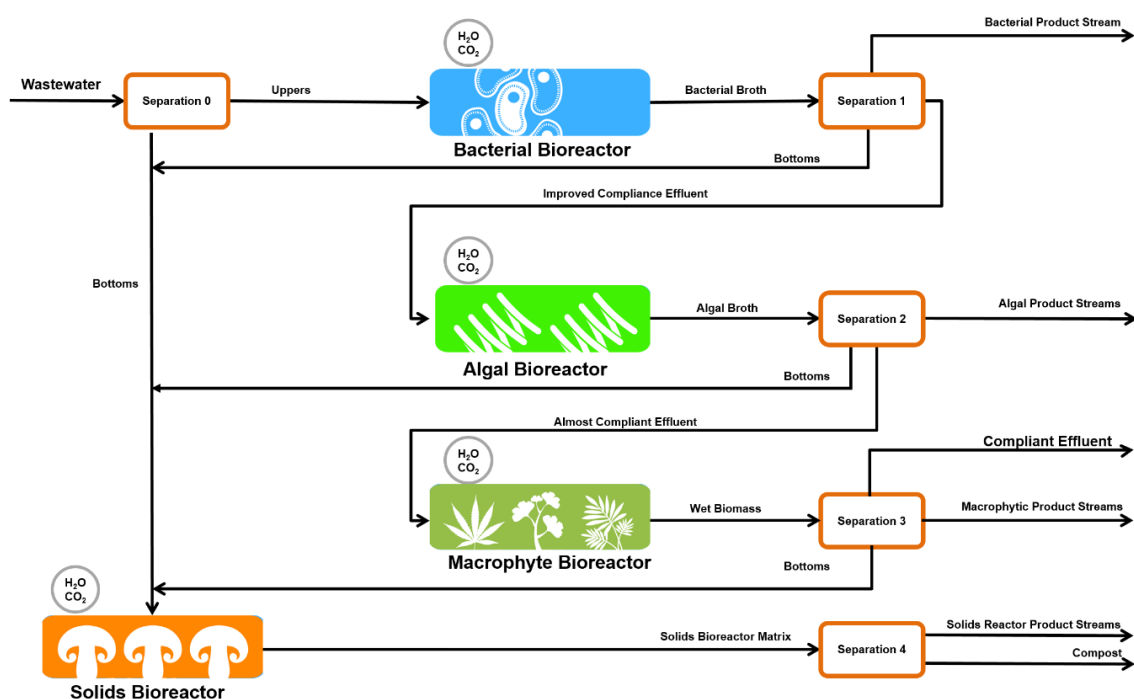 Bacterial Product Stream
H₂O
CO₂
Wastewater
Separation 0
Uppers
Bacterial Broth
Separation 1
Bacterial Bioreactor
Bottoms
Improved Compliance Effluent
H₂O
CO₂
Bottoms
Algal Broth
Separation 2
Algal Product Streams
Algal Bioreactor
Bottoms
Almost Compliant Effluent
H₂O
CO₂
Compliant Effluent
Wet Biomass
Separation 3
Macrophytic Product Streams
Macrophyte Bioreactor
Bottoms
H₂O
CO₂
Solids Bioreactor Matrix
Separation 4
Solids Reactor Product Streams
Compost
Solids Bioreactor